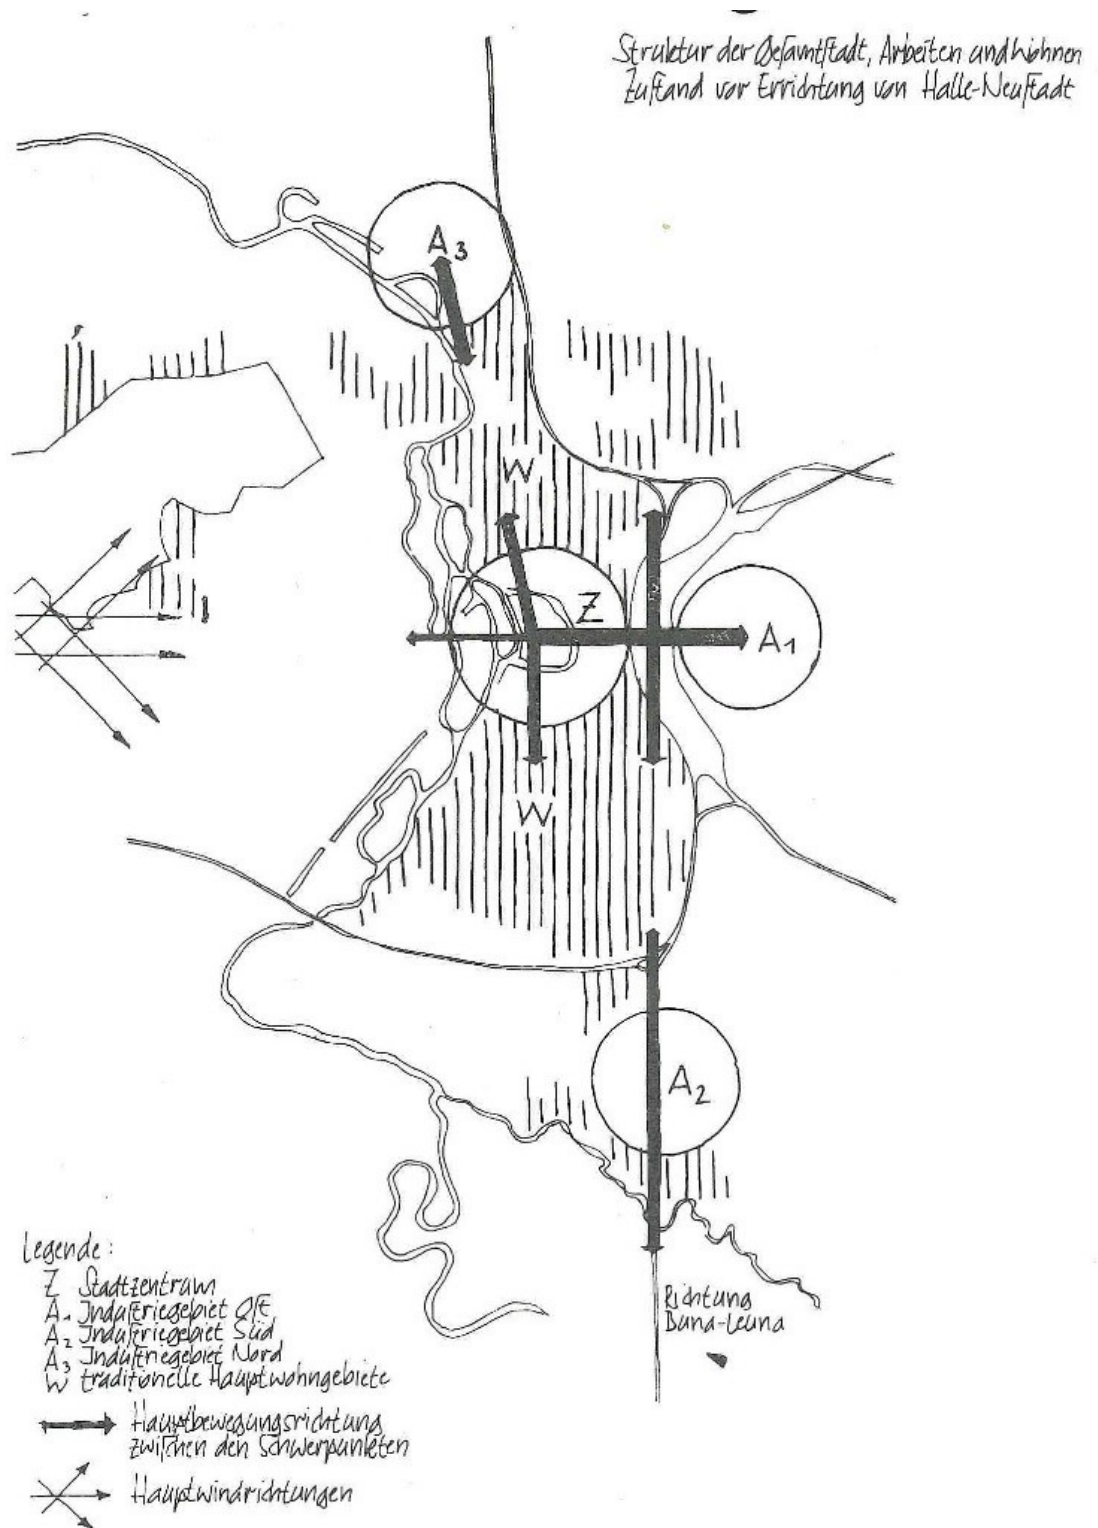 Struktur der Gesamtstadt, Arbeiten und Wohnen
Zustand vor Errichtung von Halle-Neustadt
A3
W
Z
A1
W
A2
Richtung
Buna-Leuna
Legende:
Z Stadtzentrum
A1 Industriegebiet Ost
A2 Industriegebiet Süd
A3 Industriegebiet Nord
W traditionelle Hauptwohngebiete
Hauptbewegungsrichtung
zwischen den Schwerpunkten
Hauptwindrichtungen